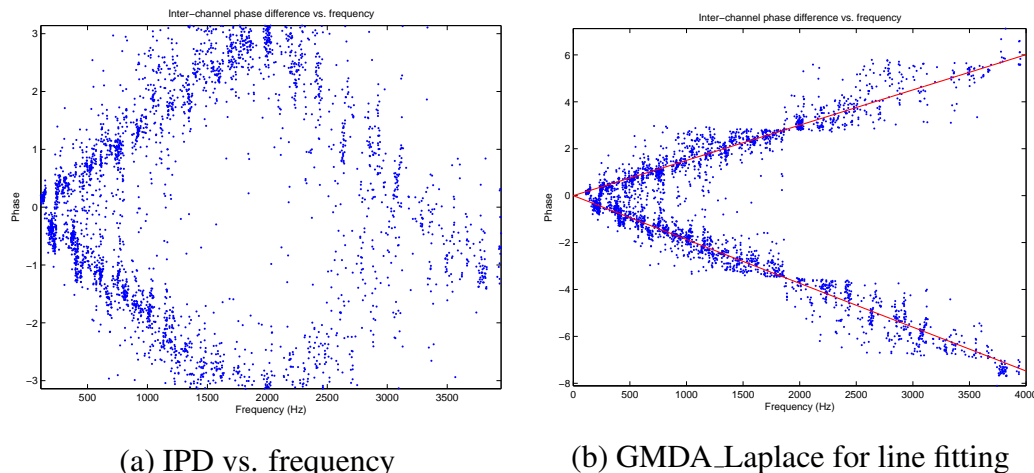 Inter-channel phase difference vs. frequency
3
2
1
0
−1
−2
−3
Phase
500 1000 1500 2000 2500 3000 3500
Frequency (Hz)
(a) IPD vs. frequency
Inter-channel phase difference vs. frequency
6
4
2
0
−2
−4
−6
−8
Phase
0 500 1000 1500 2000 2500 3000 3500 4000
Frequency (Hz)
(b) GMDA_Laplace for line fitting